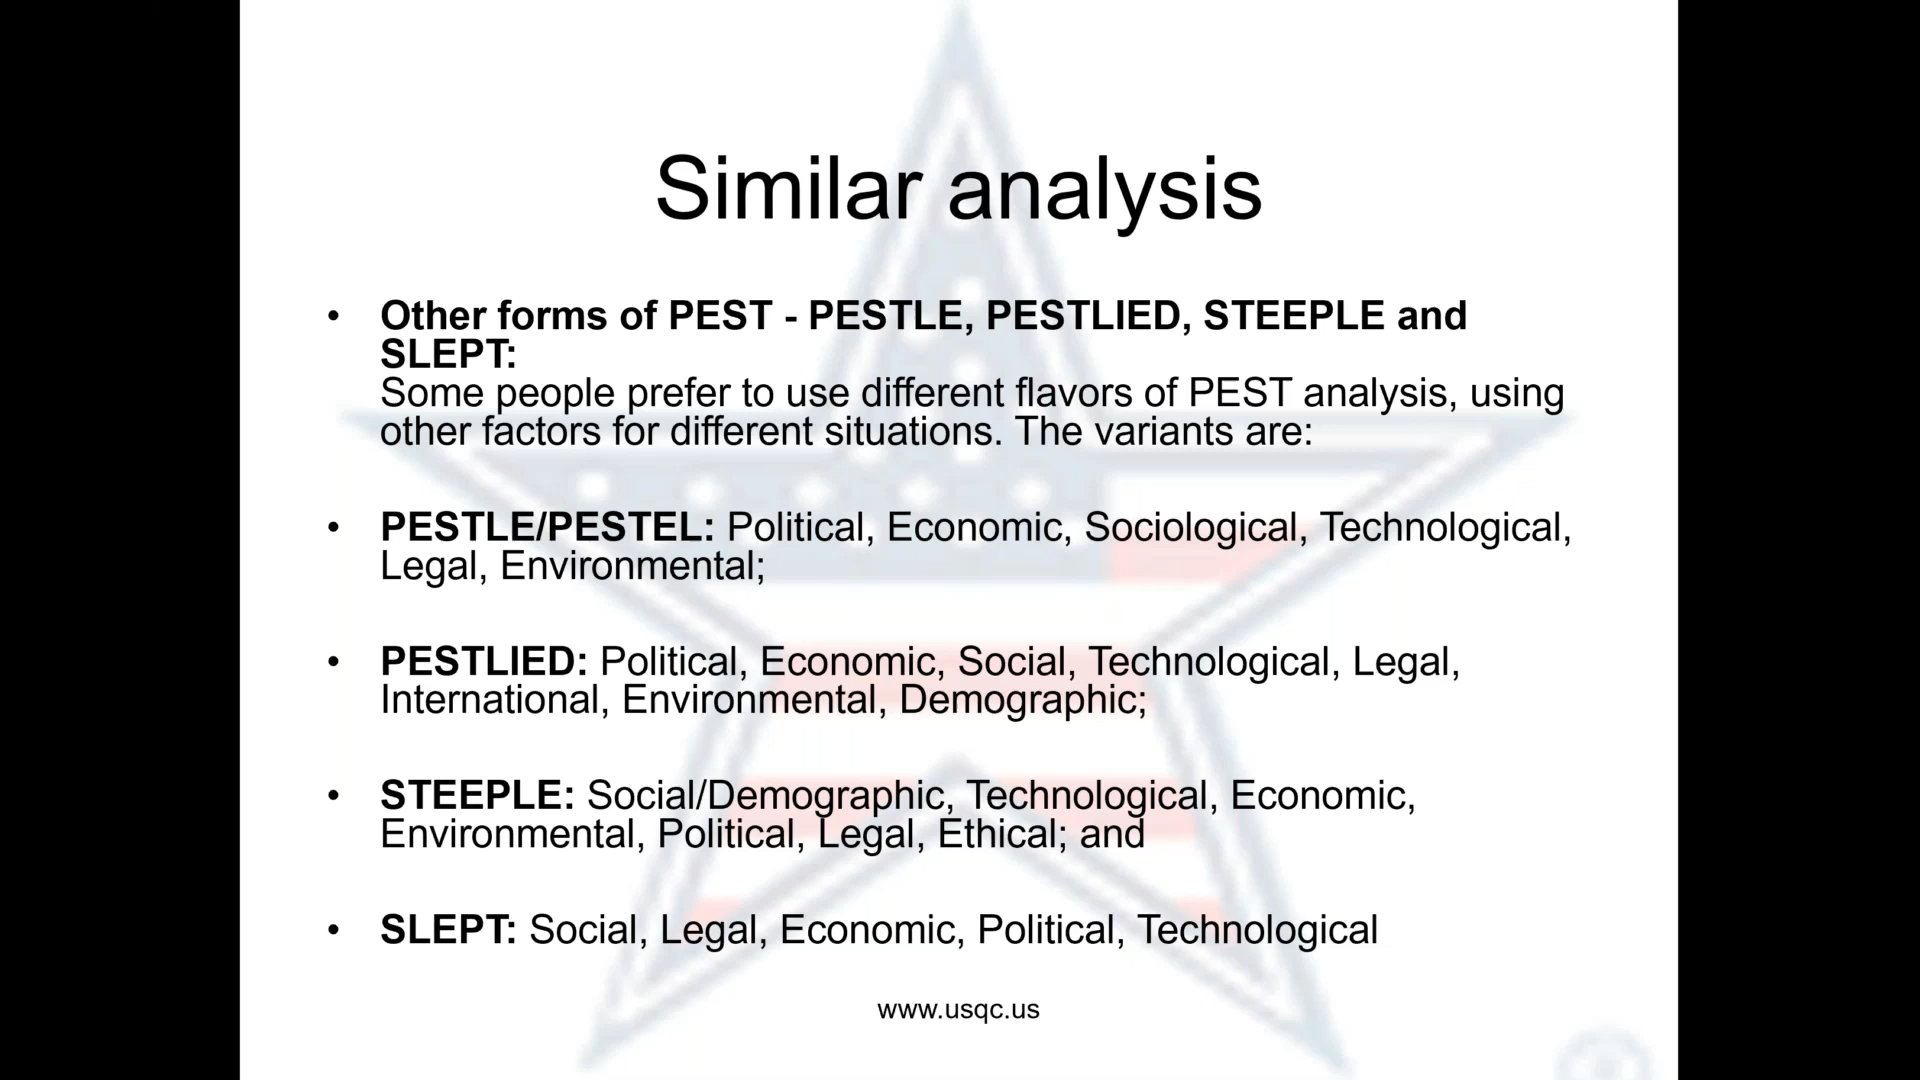 Similar analysis
• Other forms of PEST - PESTLE, PESTLIED, STEEPLE and
SLEPT:
Some people prefer to use different flavors of PEST analysis, using
other factors for different situations. The variants are:
• PESTLE/PESTEL: Political, Economic, Sociological, Technological,
Legal, Environmental;
• PESTLIED: Political, Economic, Social, Technological, Legal,
International, Environmental, Demographic;
• STEEPLE: Social/Demographic, Technological, Economic,
Environmental, Political, Legal, Ethical; and
• SLEPT: Social, Legal, Economic, Political, Technological
www.usqc.us